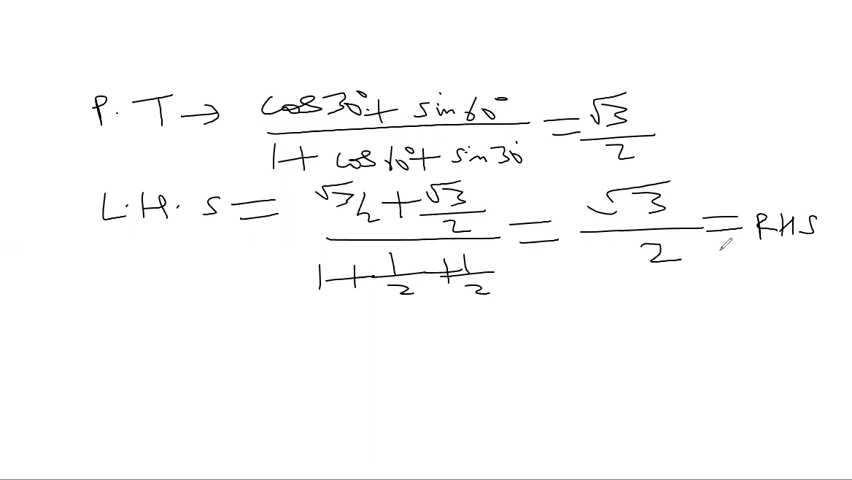 P.T → (cos30° + sin60°)/(1 + cos60° + sin30°) = √3/2
L.H.S = (√3/2 + √3/2)/(1 + 1/2 + 1/2) = √3/2 = RHS